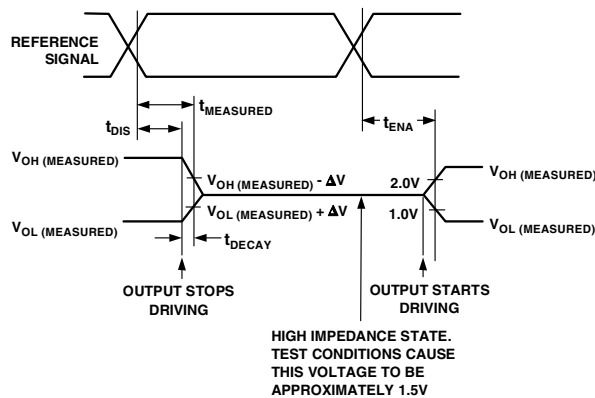 REFERENCE
SIGNAL
tMEASURED
tDIS
tENA
VOH (MEASURED)
VOH (MEASURED) - ΔV
2.0V
VOH (MEASURED)
VOL (MEASURED)
VOL (MEASURED) + ΔV
1.0V
VOL (MEASURED)
tDECAY
OUTPUT STOPS
DRIVING
OUTPUT STARTS
DRIVING
HIGH IMPEDANCE STATE.
TEST CONDITIONS CAUSE
THIS VOLTAGE TO BE
APPROXIMATELY 1.5V